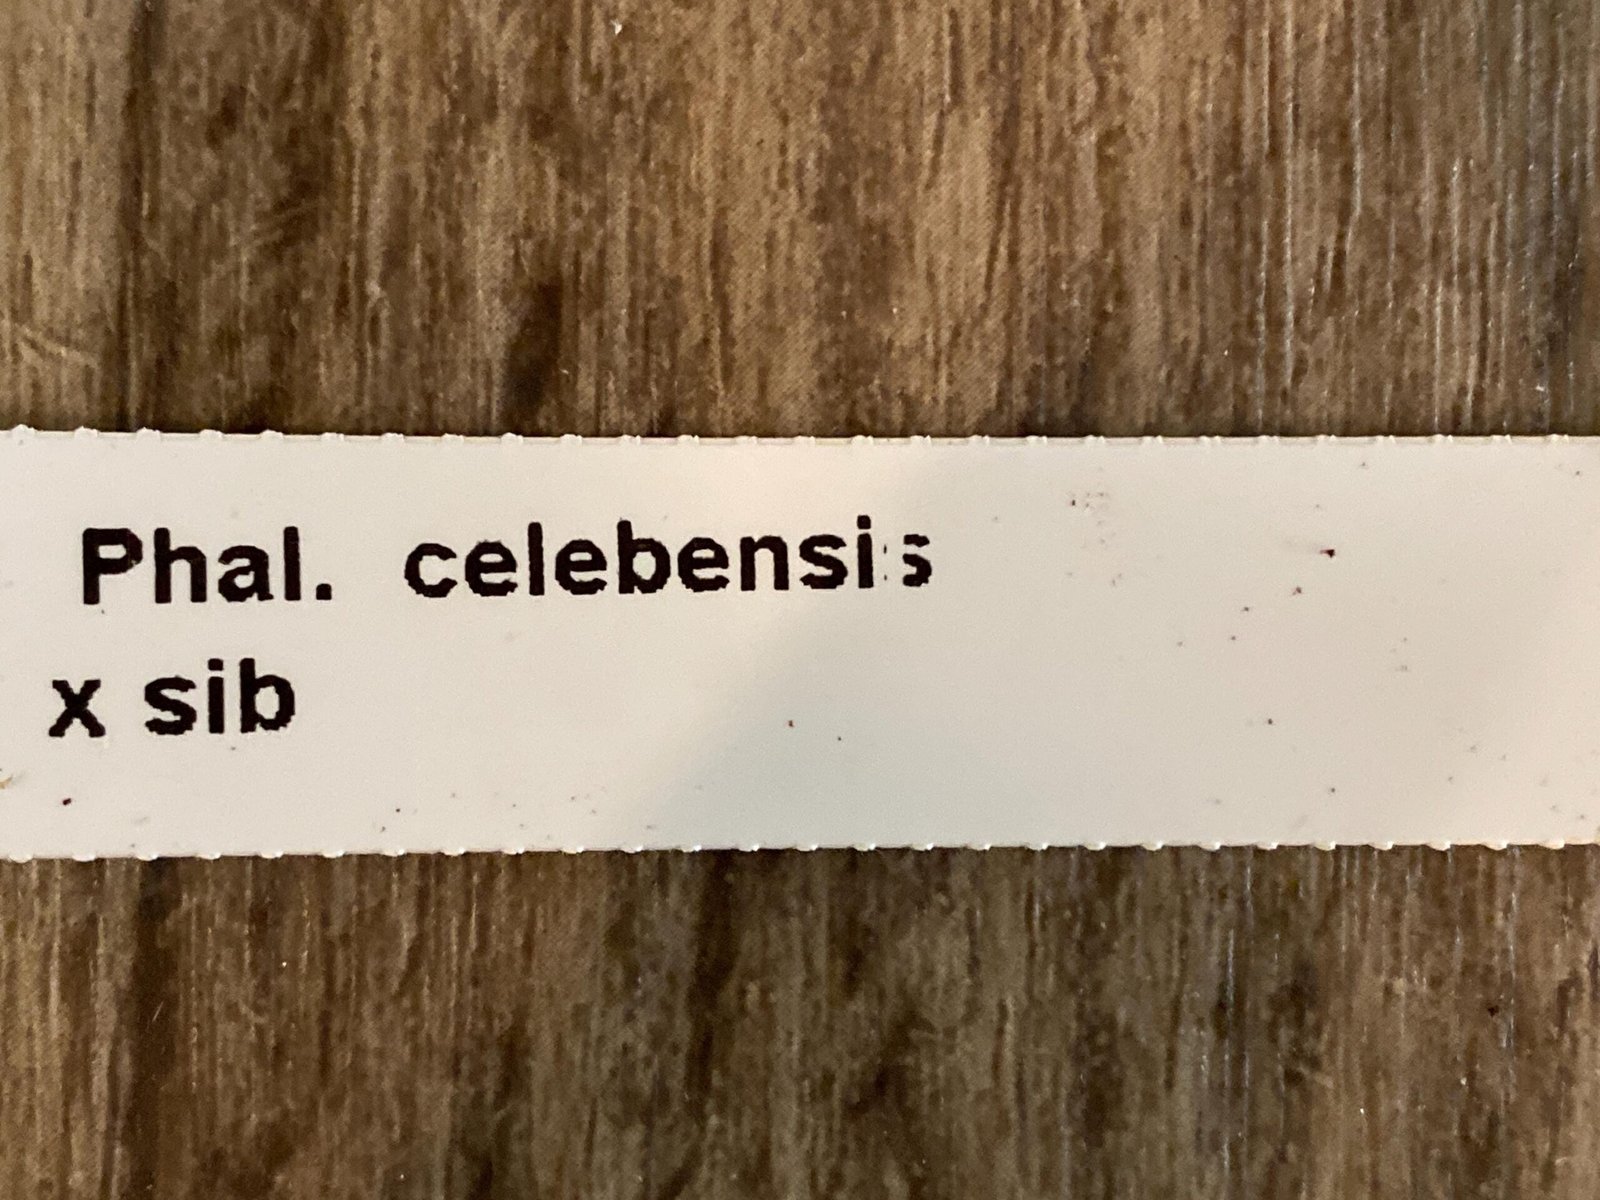 Phal. celebensis
x sib